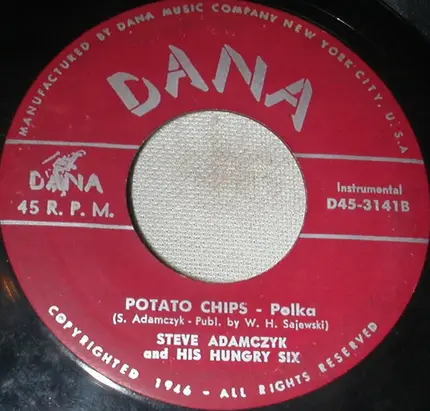 MANUFACTURED BY DANA MUSIC COMPANY NEW YORK CITY, U.S.A
DANA
DANA
45 R. P. M.
Instrumental
D45-3141B
POTATO CHIPS - Polka
(S. Adamczyk - Publ. by W. H. Sajewski)
STEVE ADAMCZYK
and HIS HUNGRY SIX
COPYRIGHTED 1946 - ALL RIGHTS RESERVED